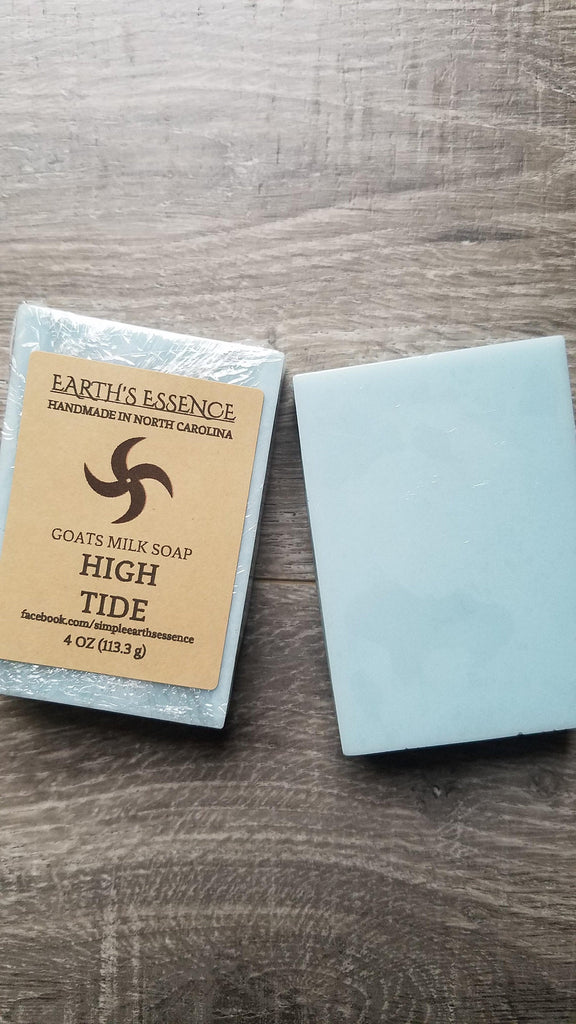 EARTH'S ESSENCE
HANDMADE IN NORTH CAROLINA
GOATS MILK SOAP
HIGH
TIDE
facebook.com/simpleearthsessence
4 OZ (113.3 g)